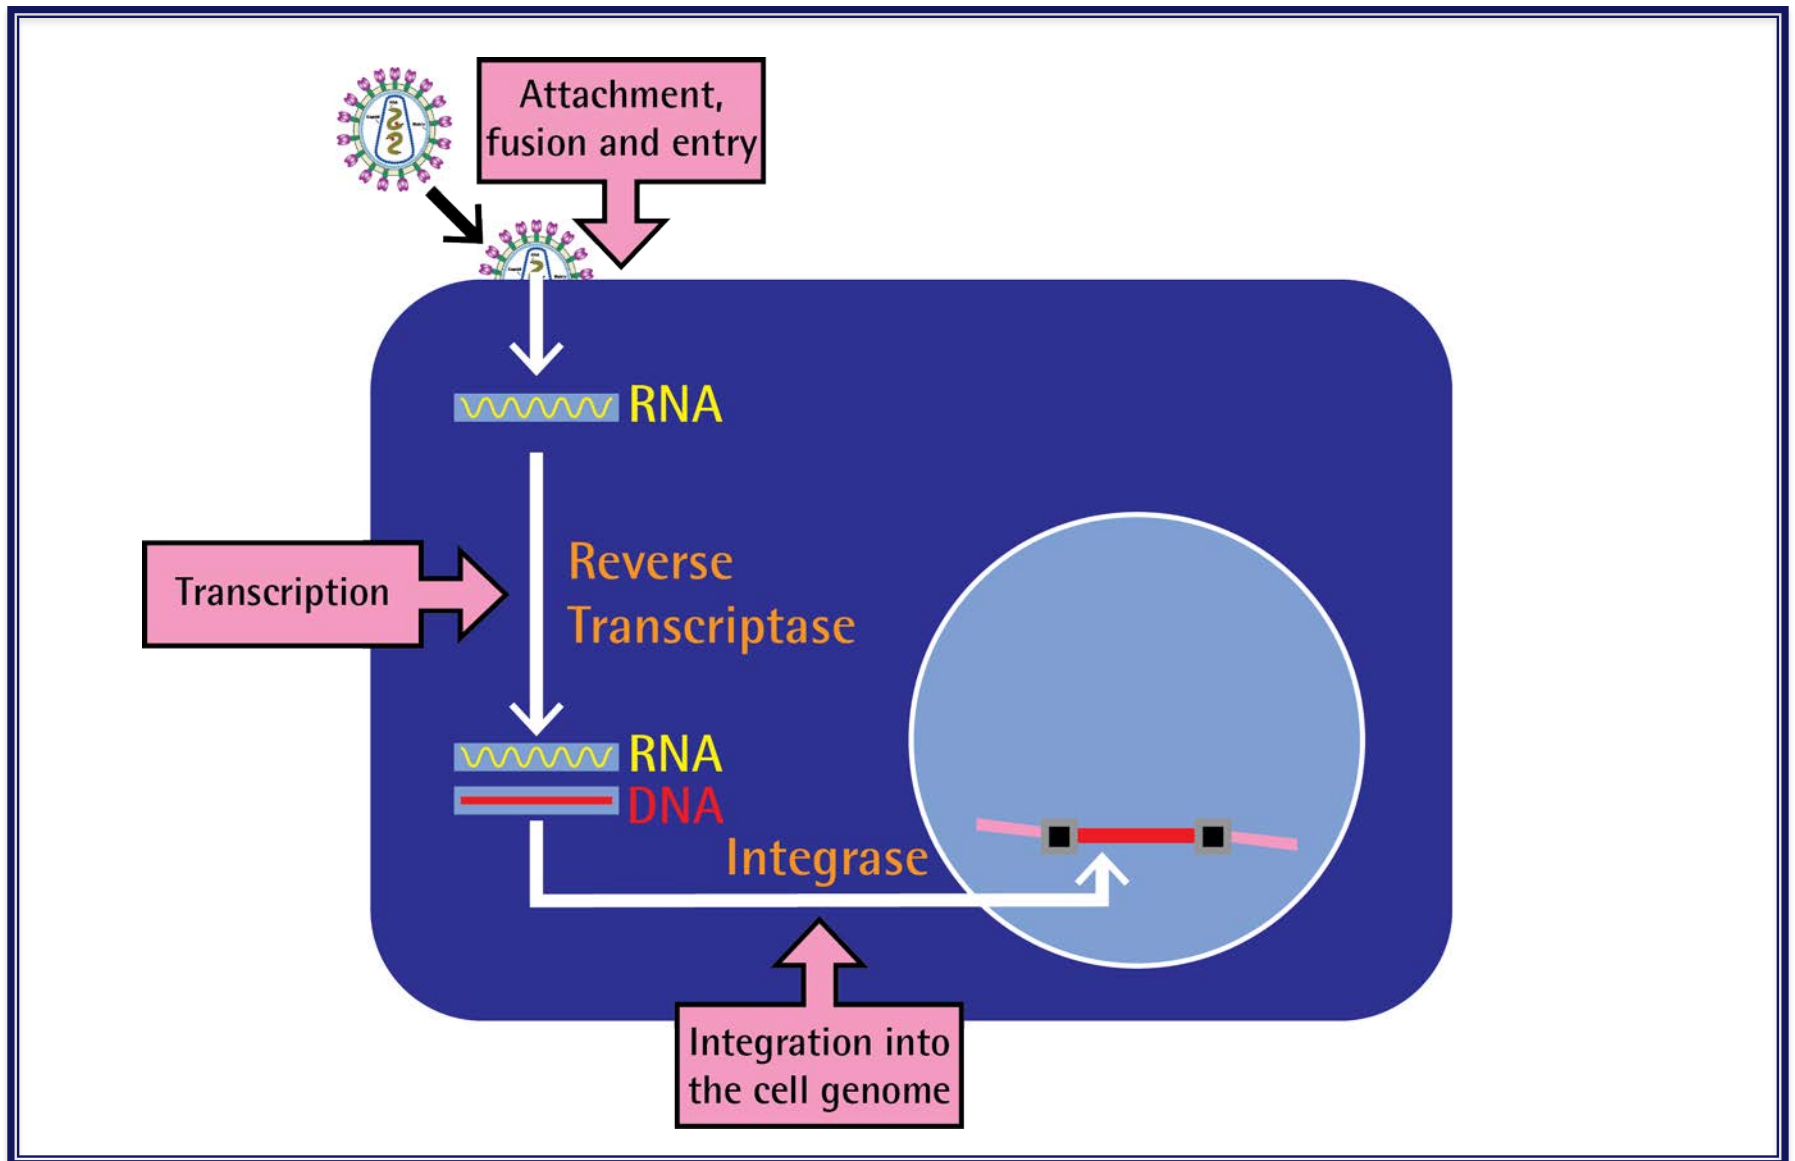 Attachment,
fusion and entry
RNA
Transcription
Reverse
Transcriptase
RNA
DNA
Integrase
Integration into
the cell genome